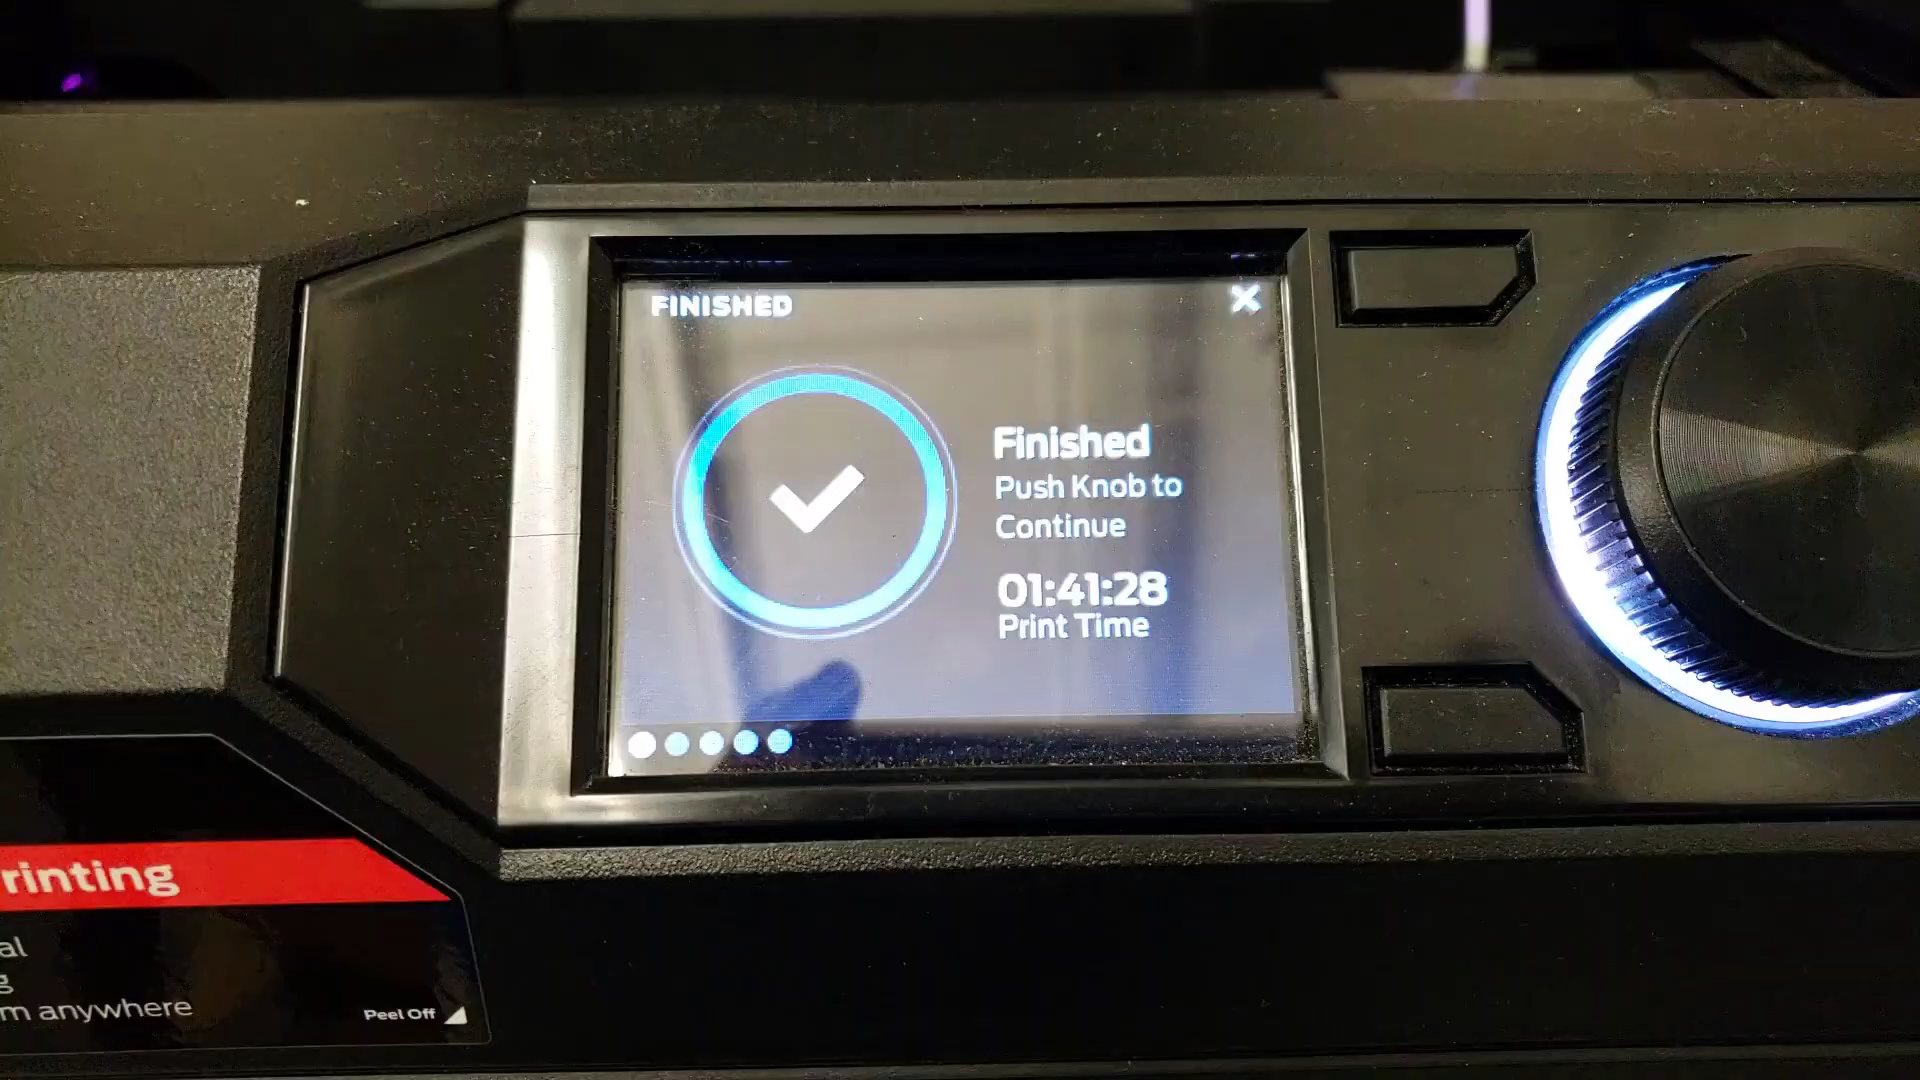 FINISHED
Finished
Push Knob to
Continue
01:41:28
Print Time
rinting
al
g
m anywhere
Peel Off